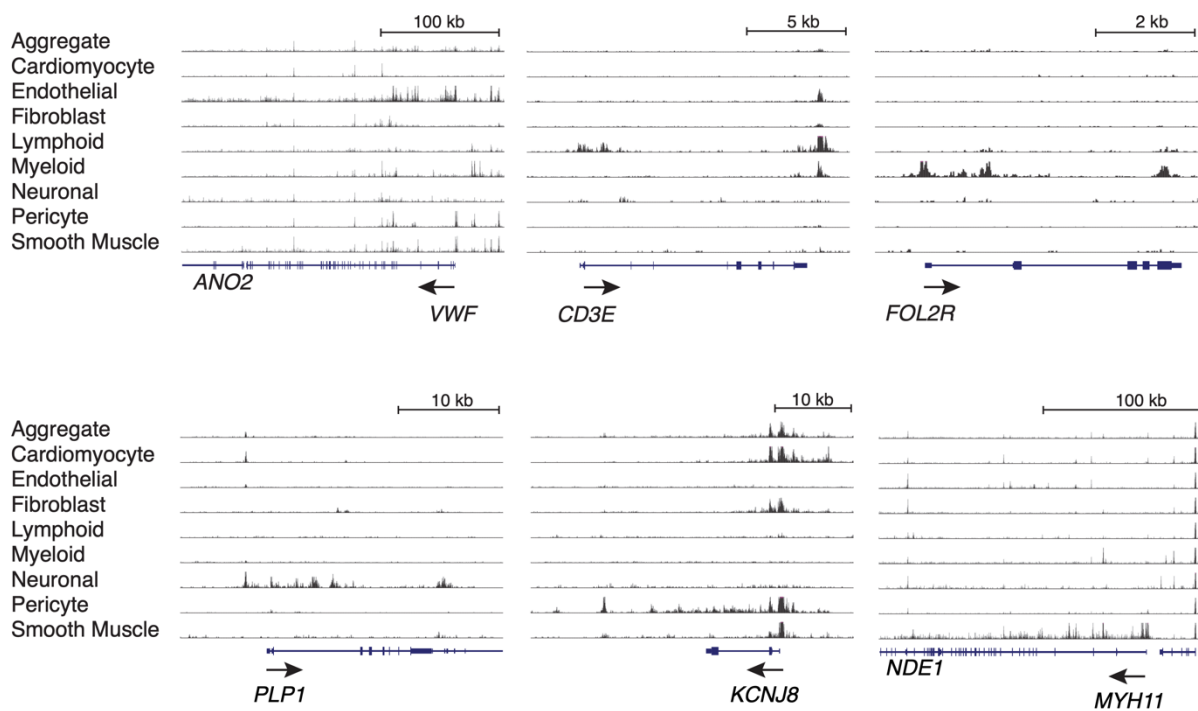 100 kb 5 kb 2 kb
Aggregate
Cardiomyocyte
Endothelial
Fibroblast
Lymphoid
Myeloid
Neuronal
Pericyte
Smooth Muscle
ANO2 VWF CD3E FOL2R
10 kb 10 kb 100 kb
Aggregate
Cardiomyocyte
Endothelial
Fibroblast
Lymphoid
Myeloid
Neuronal
Pericyte
Smooth Muscle
PLP1 KCNJ8 NDE1 MYH11